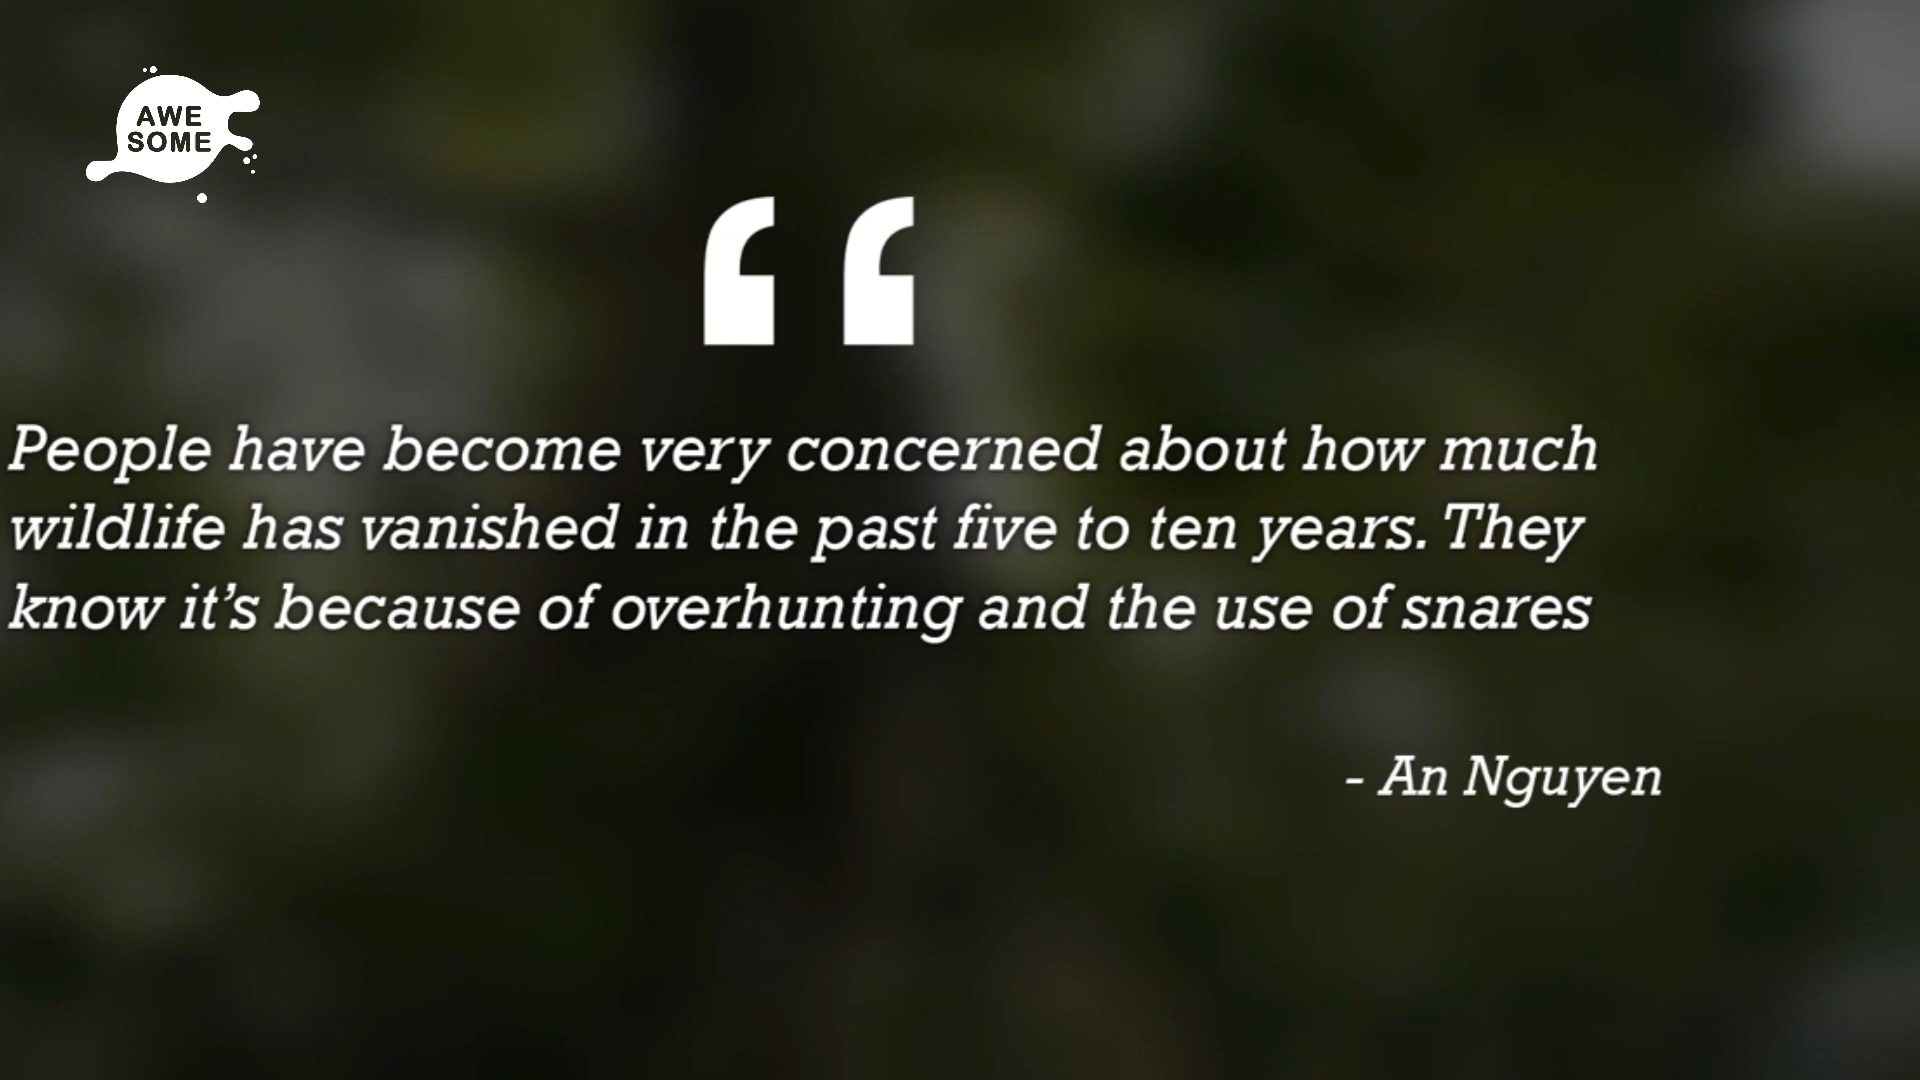 AWE
SOME
“
People have become very concerned about how much
wildlife has vanished in the past five to ten years. They
know it’s because of overhunting and the use of snares
- An Nguyen